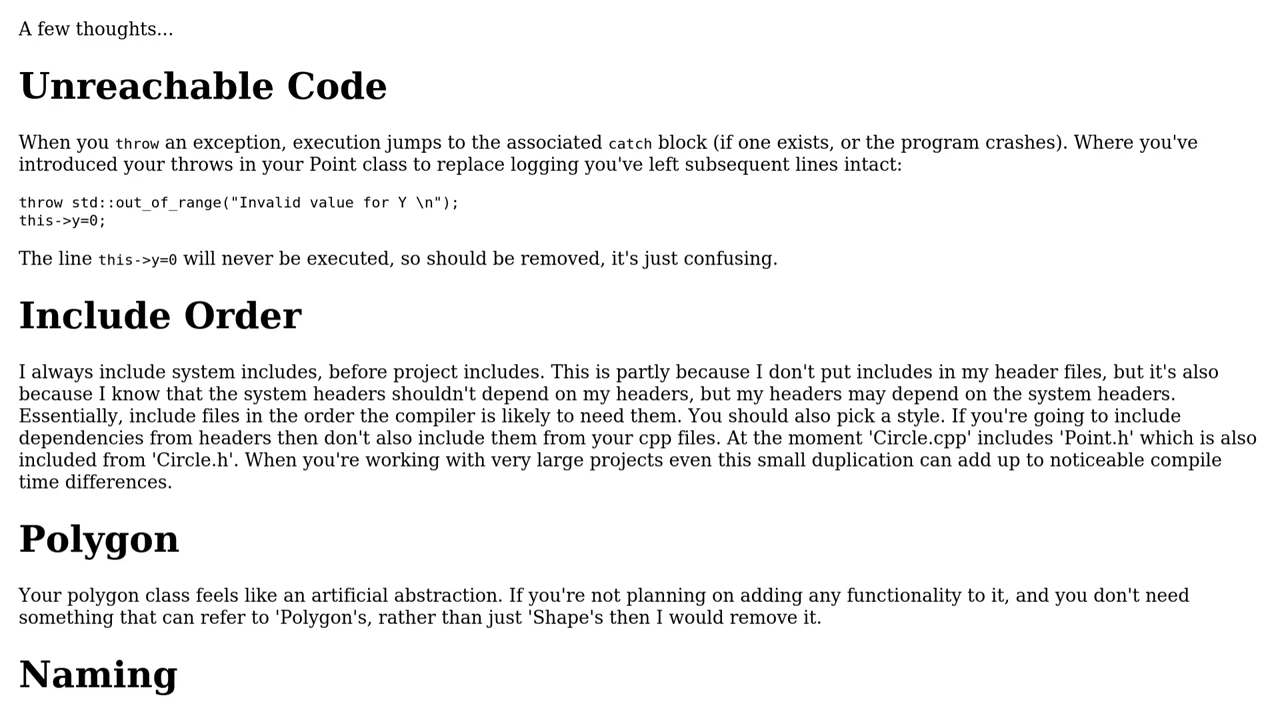 A few thoughts...
Unreachable Code
When you throw an exception, execution jumps to the associated catch block (if one exists, or the program crashes). Where you've
introduced your throws in your Point class to replace logging you've left subsequent lines intact:
throw std::out_of_range("Invalid value for Y \n");
this->y=0;
The line this->y=0 will never be executed, so should be removed, it's just confusing.
Include Order
I always include system includes, before project includes. This is partly because I don't put includes in my header files, but it's also
because I know that the system headers shouldn't depend on my headers, but my headers may depend on the system headers.
Essentially, include files in the order the compiler is likely to need them. You should also pick a style. If you're going to include
dependencies from headers then don't also include them from your cpp files. At the moment 'Circle.cpp' includes 'Point.h' which is also
included from 'Circle.h'. When you're working with very large projects even this small duplication can add up to noticeable compile
time differences.
Polygon
Your polygon class feels like an artificial abstraction. If you're not planning on adding any functionality to it, and you don't need
something that can refer to 'Polygon's, rather than just 'Shape's then I would remove it.
Naming